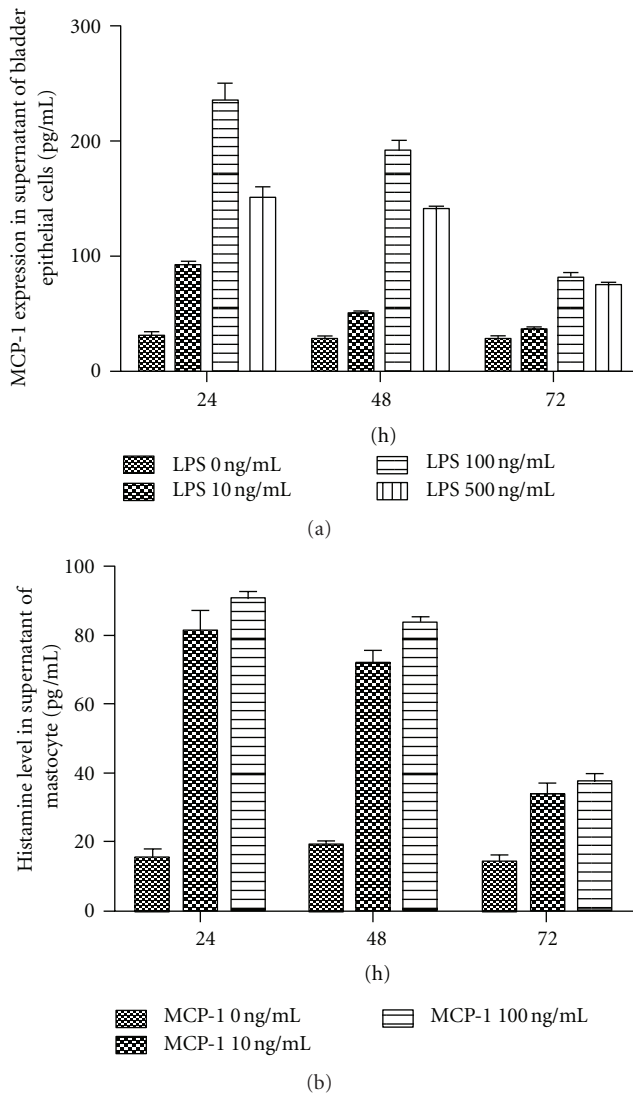 MCP-1 expression in supernatant of bladder
epithelial cells (pg/mL)
300
200
100
0
24
48
72
(h)
LPS 0 ng/mL
LPS 100 ng/mL
LPS 10 ng/mL
LPS 500 ng/mL
(a)
Histamine level in supernatant of
mastocyte (pg/mL)
100
80
60
40
20
0
24
48
72
(h)
MCP-1 0 ng/mL
MCP-1 100 ng/mL
MCP-1 10 ng/mL
(b)